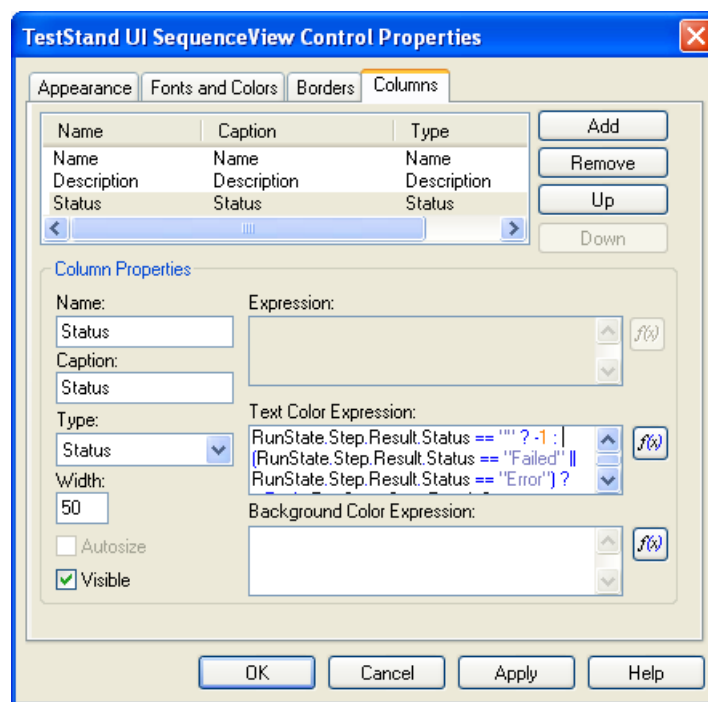 TestStand UI SequenceView Control Properties
Appearance Fonts and Colors Borders Columns
Name Caption Type
Name Name Name
Description Description Description
Status Status Status
Add
Remove
Up
Down
Column Properties
Name:
Status
Caption:
Status
Type:
Status
Width:
50
Autosize
Visible
Expression:
f(x)
Text Color Expression:
RunState.Step.Result.Status == "" ? -1 :
(RunState.Step.Result.Status == "Failed" ||
RunState.Step.Result.Status == "Error") ?
f(x)
Background Color Expression:
f(x)
OK Cancel Apply Help